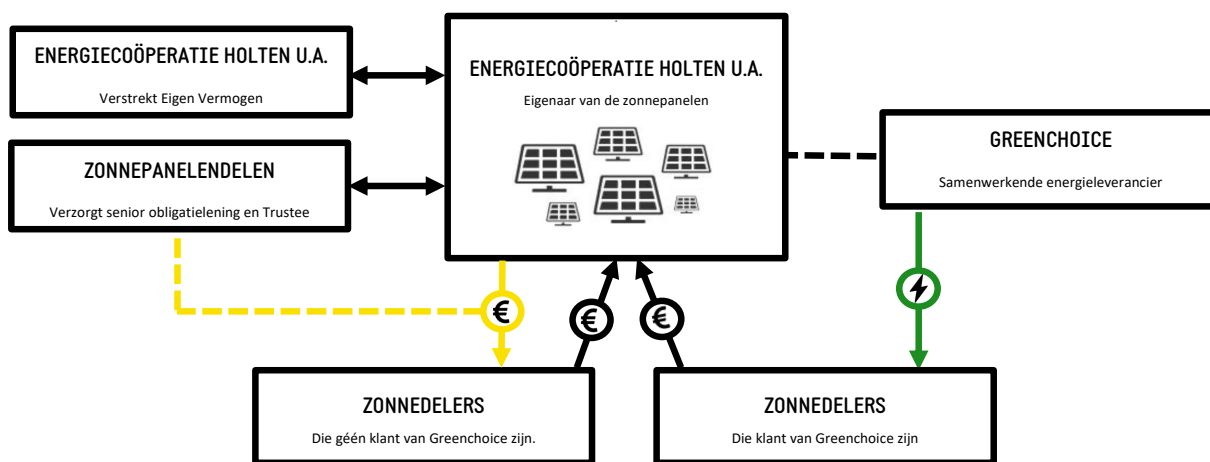 ENERGIECOÖPERATIE HOLTEN U.A.
Verstrekt Eigen Vermogen
ZONNEPANELENDELEN
Verzorgt senior obligatielening en Trustee
ENERGIECOÖPERATIE HOLTEN U.A.
Eigenaar van de zonnepanelen
GREENCHOICE
Samenwerkende energieleverancier
€
€
€
ZONNEDELERS
Die géén klant van Greenchoice zijn.
ZONNEDELERS
Die klant van Greenchoice zijn